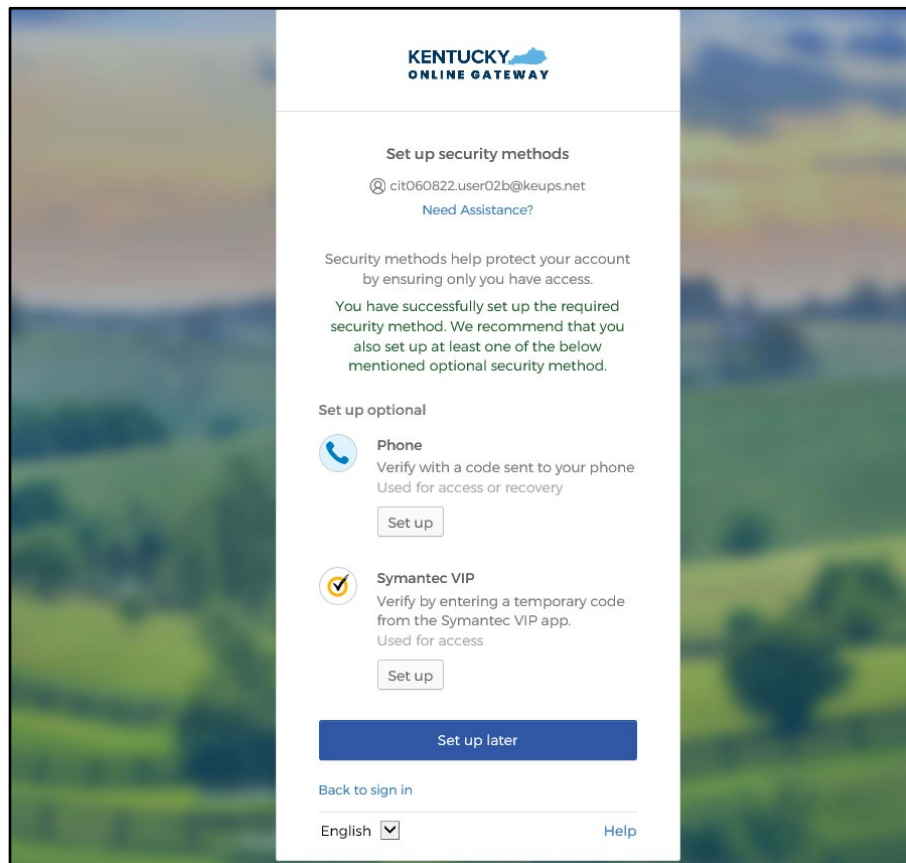 KENTUCKY
ONLINE GATEWAY
Set up security methods
cit060822.user02b@keups.net
Need Assistance?
Security methods help protect your account
by ensuring only you have access.
You have successfully set up the required
security method. We recommend that you
also set up at least one of the below
mentioned optional security method.
Set up optional
Phone
Verify with a code sent to your phone
Used for access or recovery
Set up
Symantec VIP
Verify by entering a temporary code
from the Symantec VIP app.
Used for access
Set up
Set up later
Back to sign in
English
Help